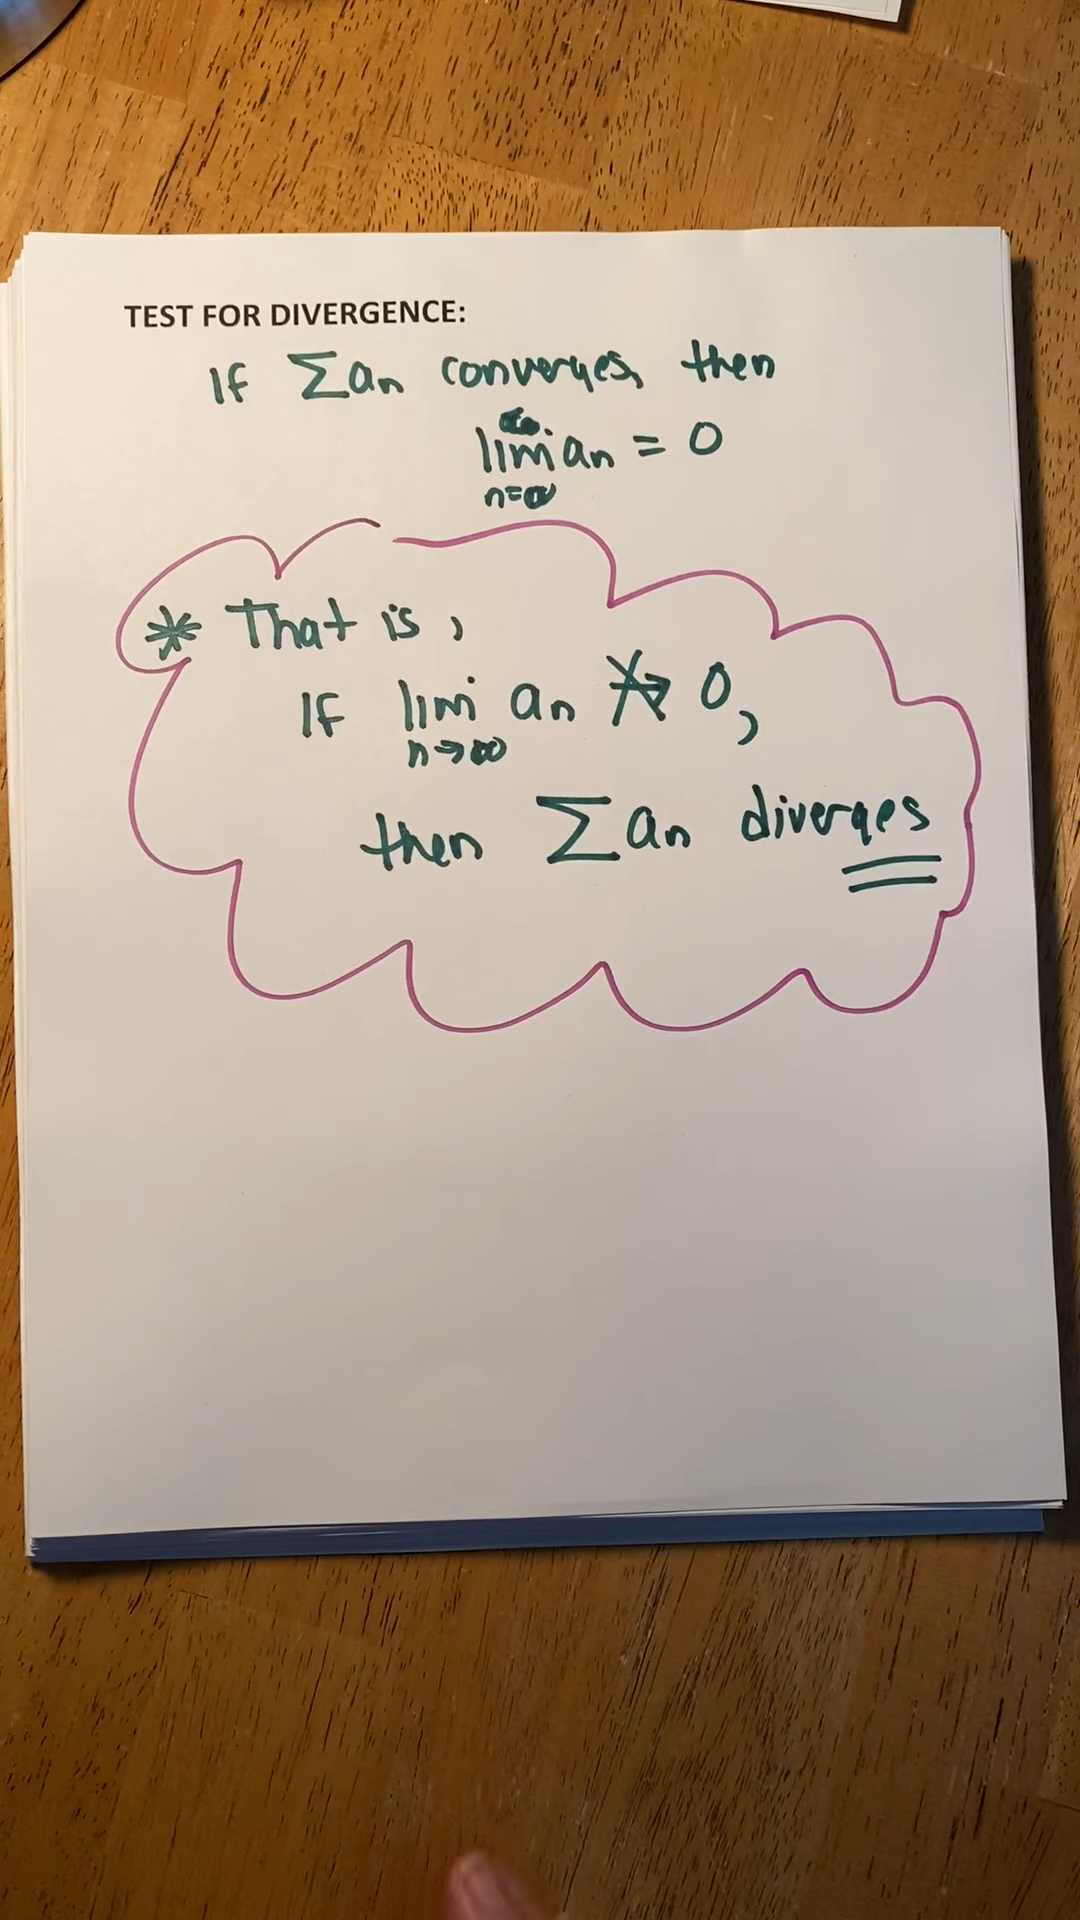 TEST FOR DIVERGENCE:
If Σan converges, then
lim an = 0
n=∞
* That is,
If lim an ↛ 0,
n→∞
then Σan diverges